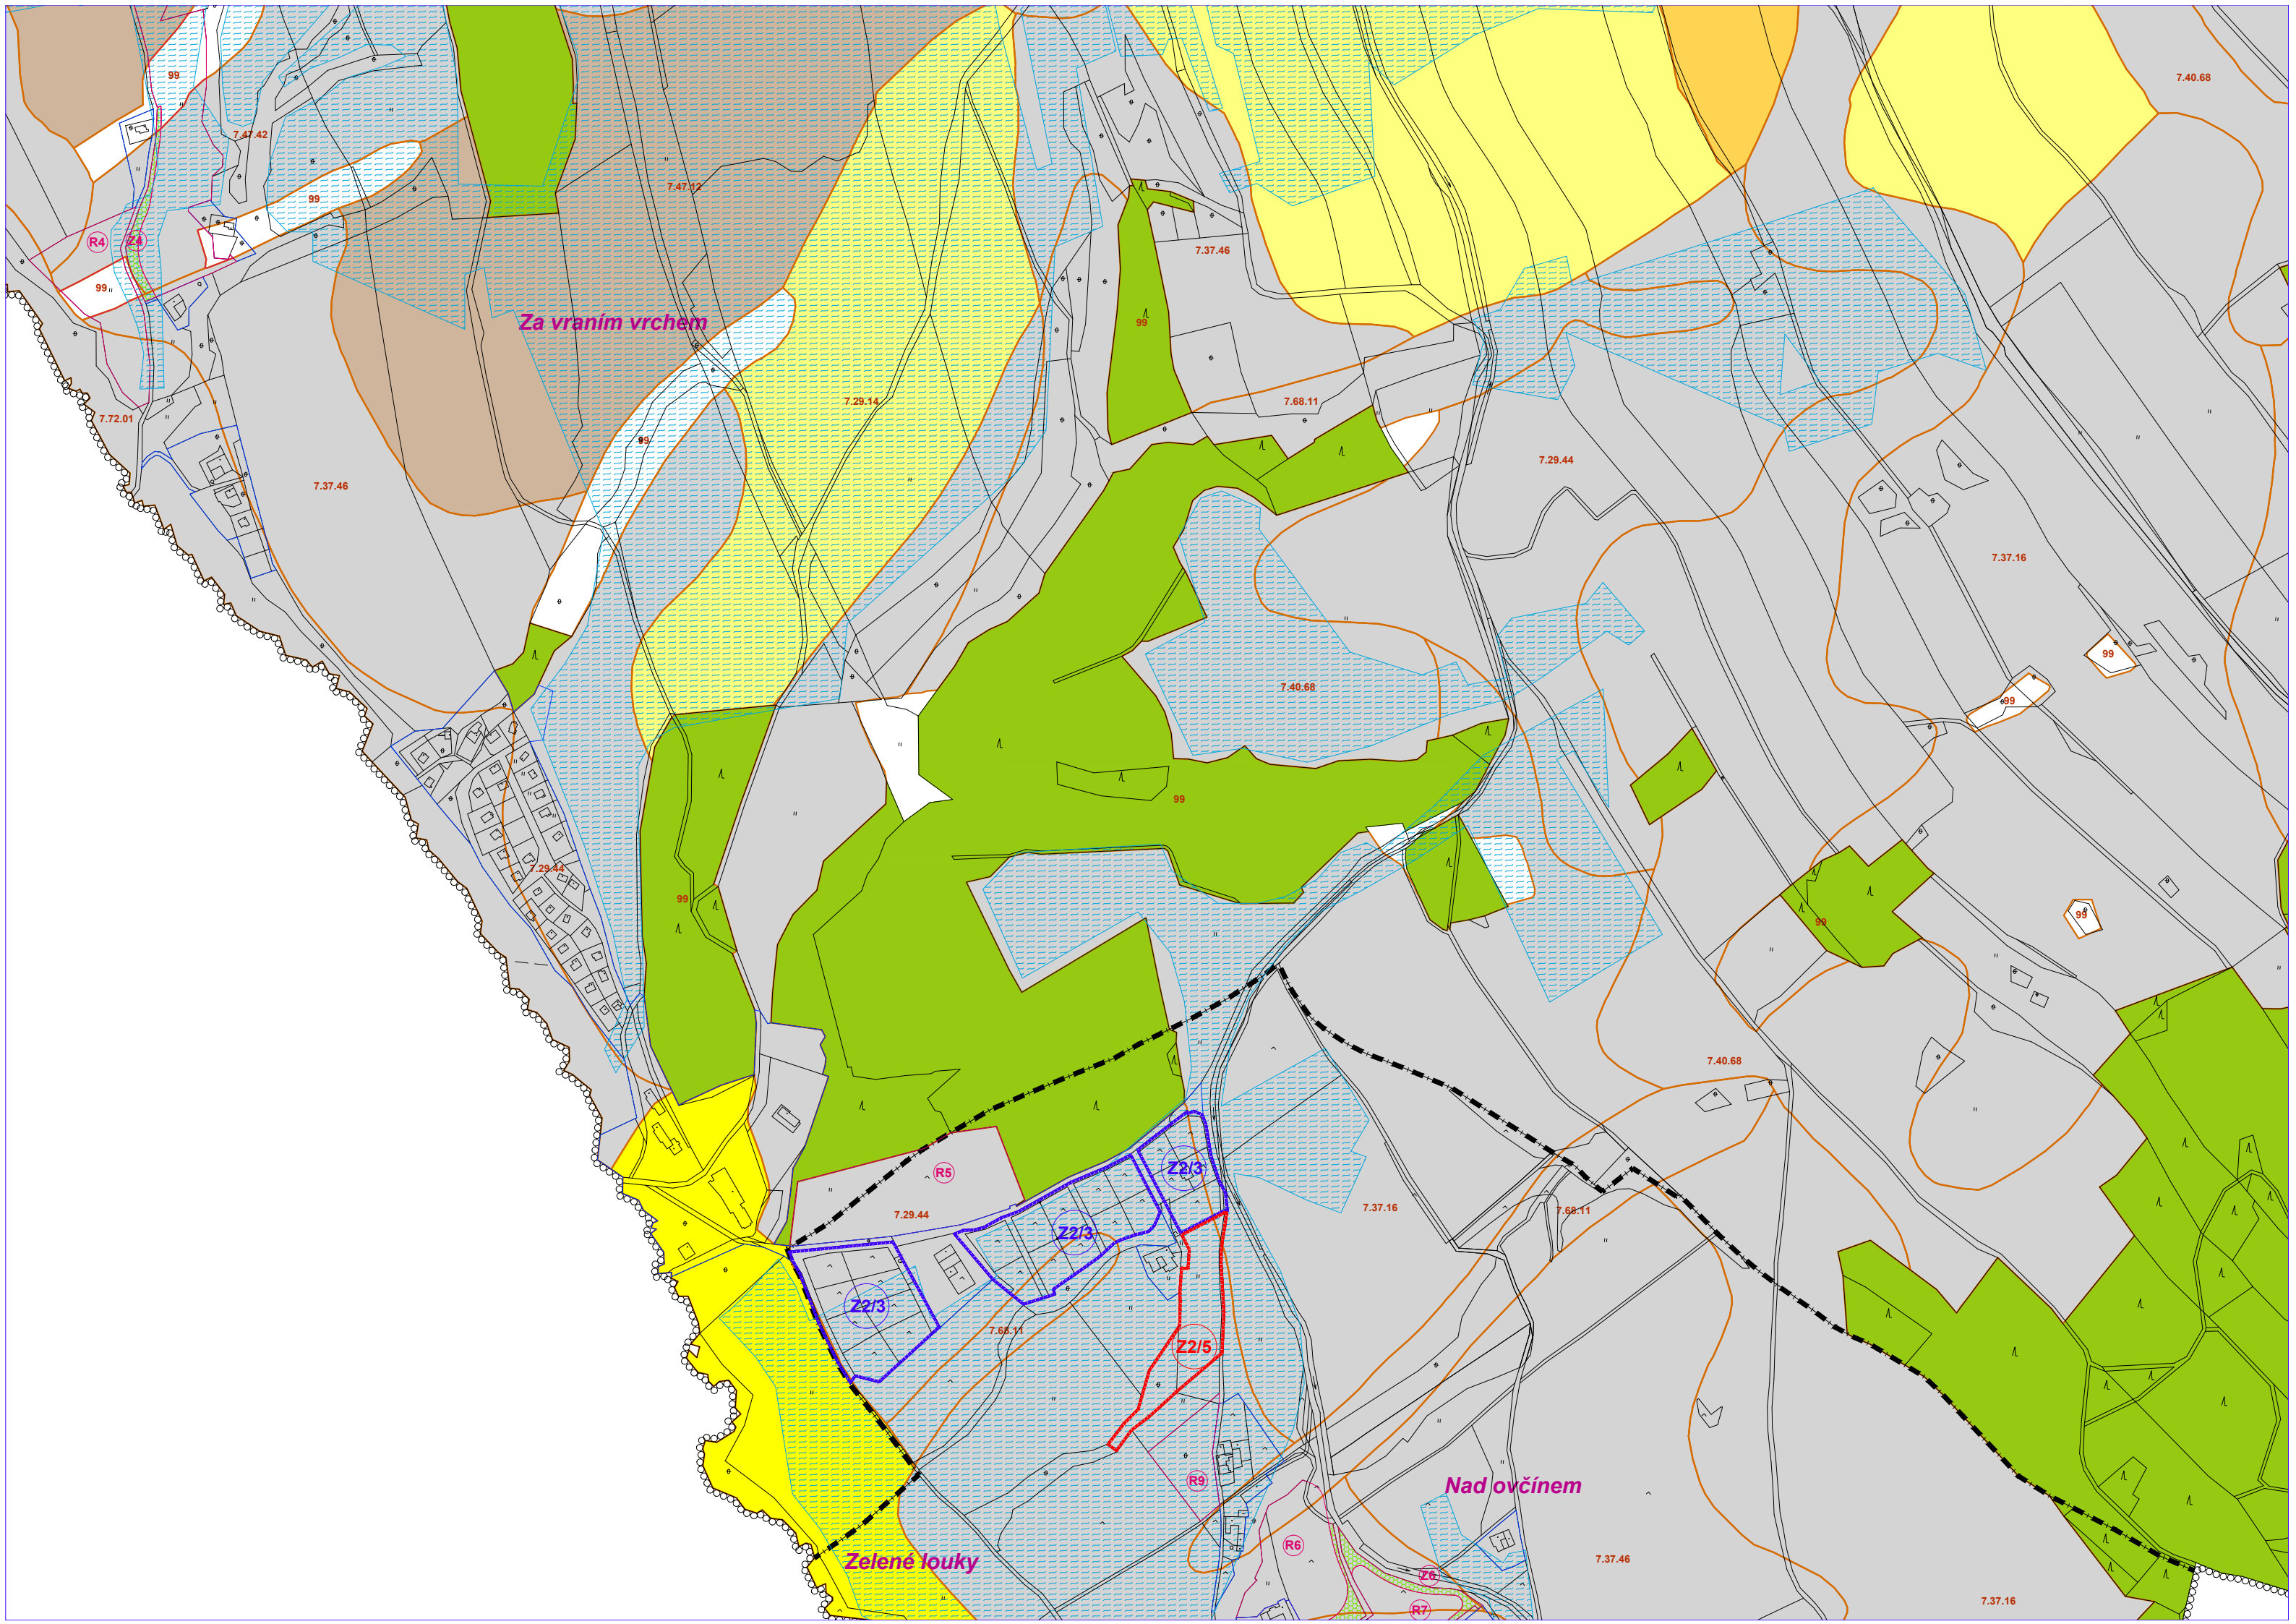 99
7.40.68
7.47.42
7.47.12
99
R4
Z4
7.37.46
99
Za vraním vrchem
99
7.29.14
7.68.11
7.72.01
99
7.29.44
7.37.46
7.37.16
99
7.40.68
99
99
7.29.44
99
99
99
7.40.68
Z2/3
R5
7.37.16
7.68.11
7.29.44
Z2/3
Z2/3
7.68.11
Z2/5
R9
Nad ovčínem
R6
7.37.46
Zelené louky
Z6
7.37.16
R7